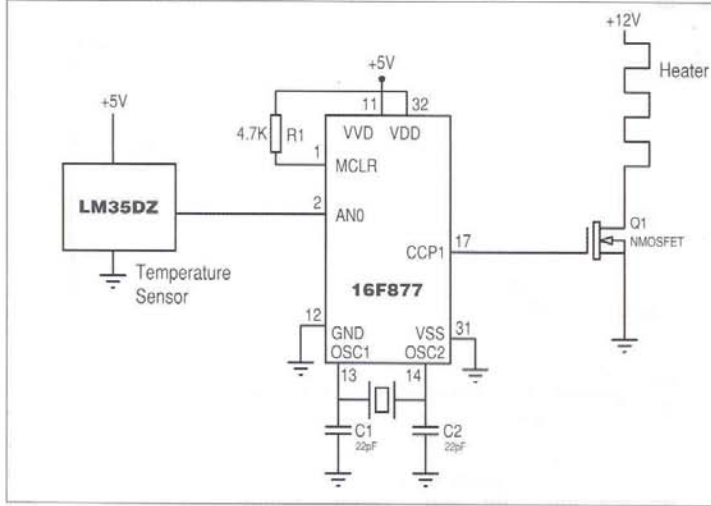 +12V
Heater
+5V
+5V
11
32
4.7K
R1
VVD
VDD
1
MCLR
LM35DZ
2
AN0
Q1
NMOSFET
17
CCP1
Temperature
Sensor
16F877
12
GND
VSS
31
OSC1
OSC2
13
14
C1
22pF
C2
22pF